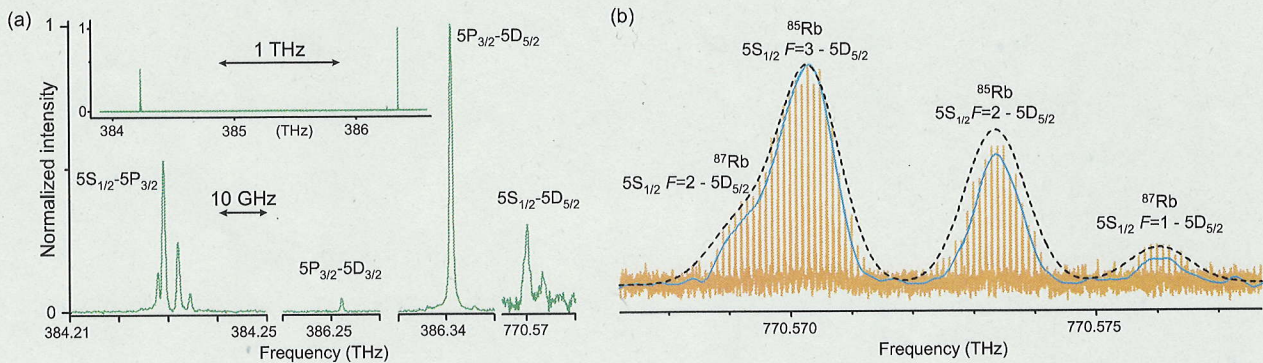 (a)
1
1
0
384
385
386
(THz)
1 THz
5P3/2-5D5/2
5S1/2-5P3/2
10 GHz
5P3/2-5D3/2
5S1/2-5D5/2
Normalized intensity
0
384.21
384.25
386.25
386.34
770.57
Frequency (THz)
(b)
85Rb
5S1/2 F=3 - 5D5/2
85Rb
5S1/2 F=2 - 5D5/2
87Rb
5S1/2 F=2 - 5D5/2
87Rb
5S1/2 F=1 - 5D5/2
770.570
770.575
Frequency (THz)